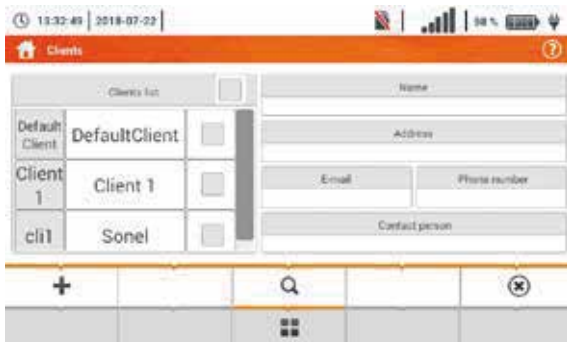 13:32:49 2018-07-22 98 %
Clients
Clients list
Name
Default Client DefaultClient
Address
Client 1 Client 1
E-mail Phone number
Contact person
cli1 Sonel